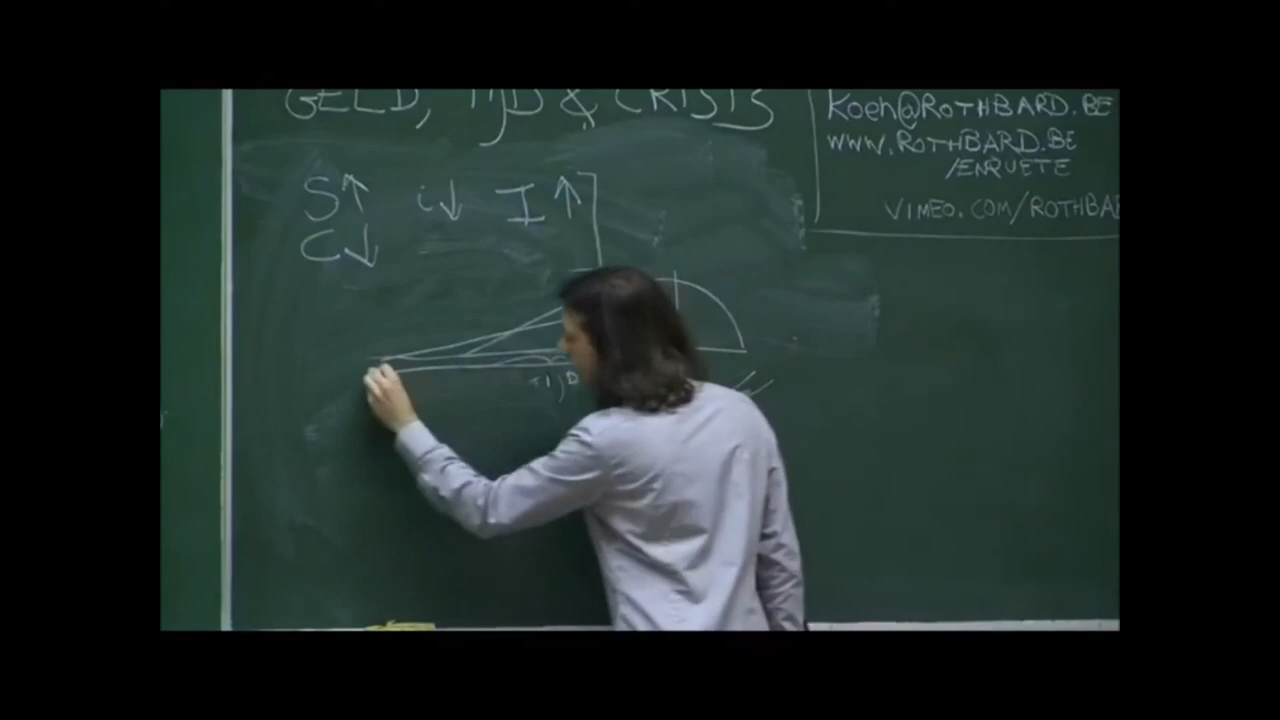 GELD, TIJD & CRISIS
koen@ROTHBARD.BE
WWW.ROTHBARD.BE
/ENQUETE
VIMEO.COM/ROTHBA
S↑ i↓ I↑
C↓
TIJD